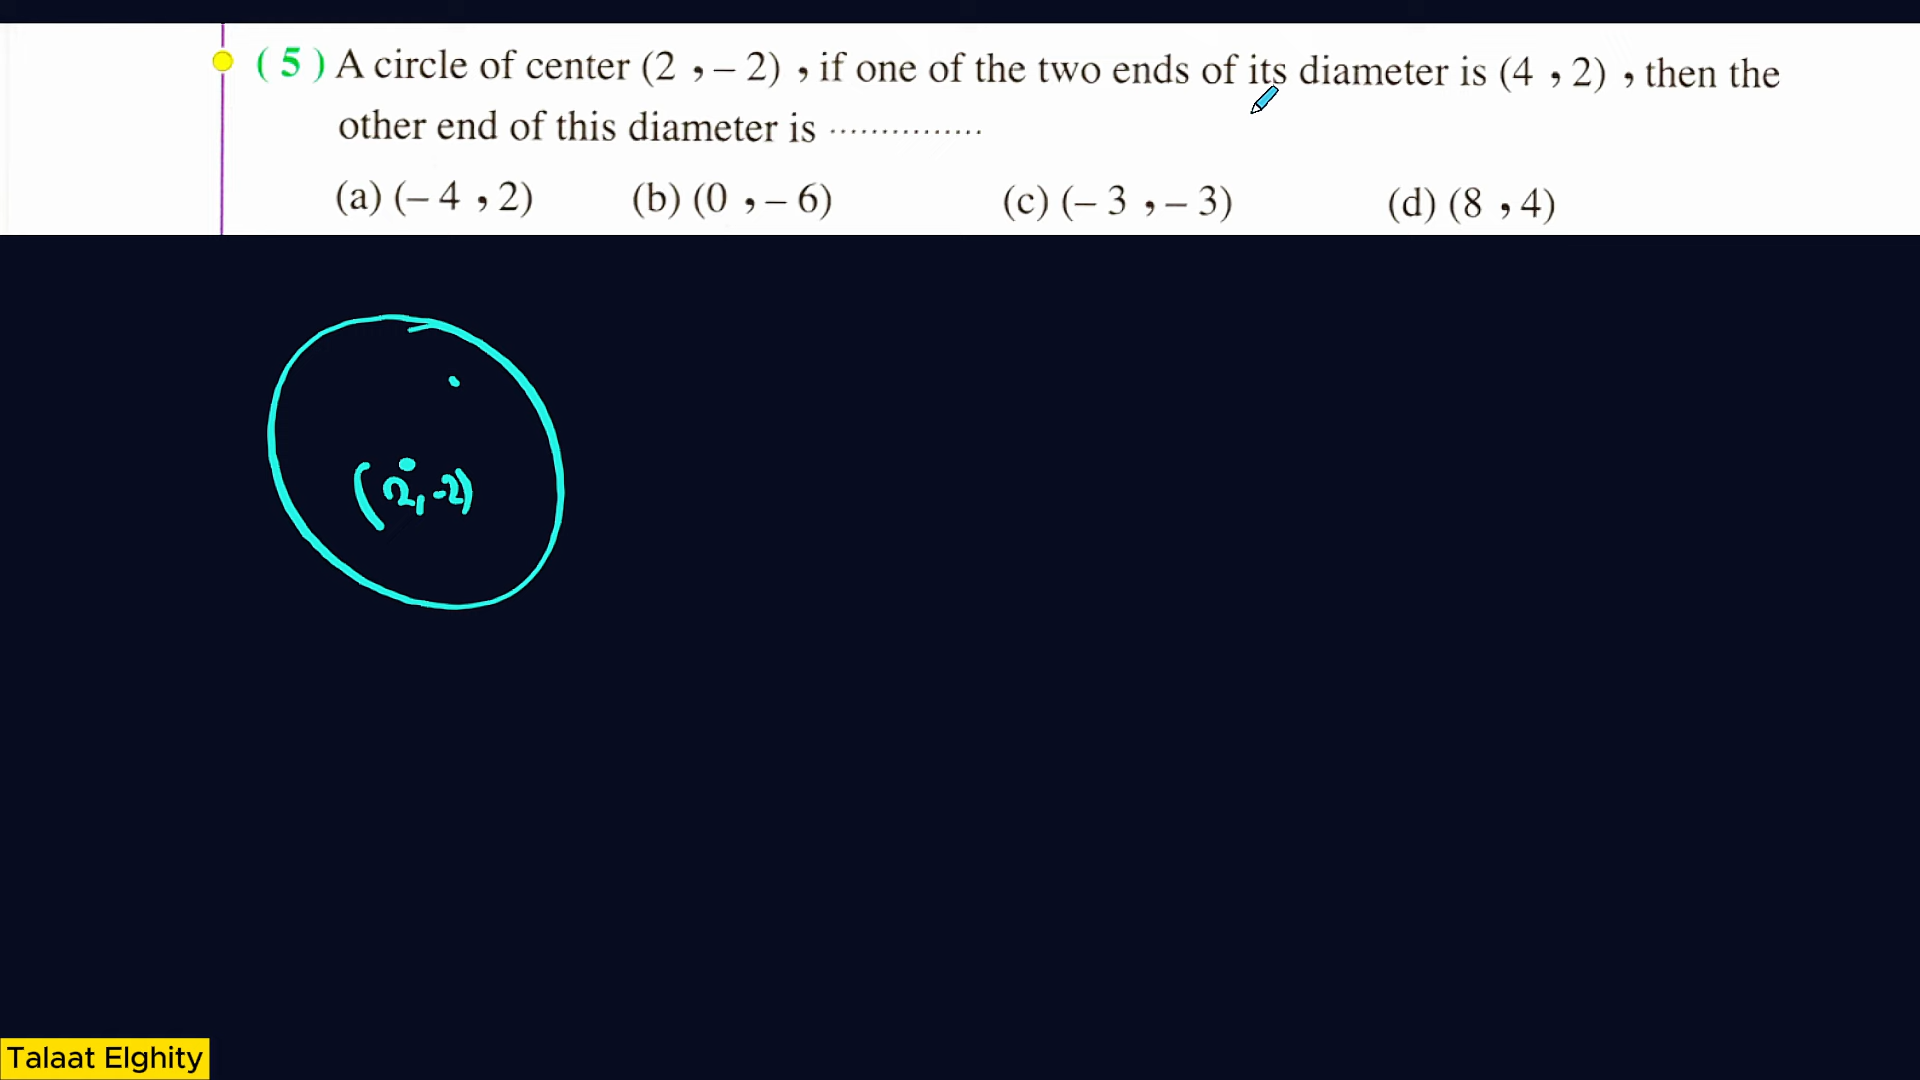 ( 5 ) A circle of center (2 , – 2) , if one of the two ends of its diameter is (4 , 2) , then the
other end of this diameter is ...............
(a) (– 4 , 2) (b) (0 , – 6) (c) (– 3 , – 3) (d) (8 , 4)
(2, -2)
Talaat Elghity